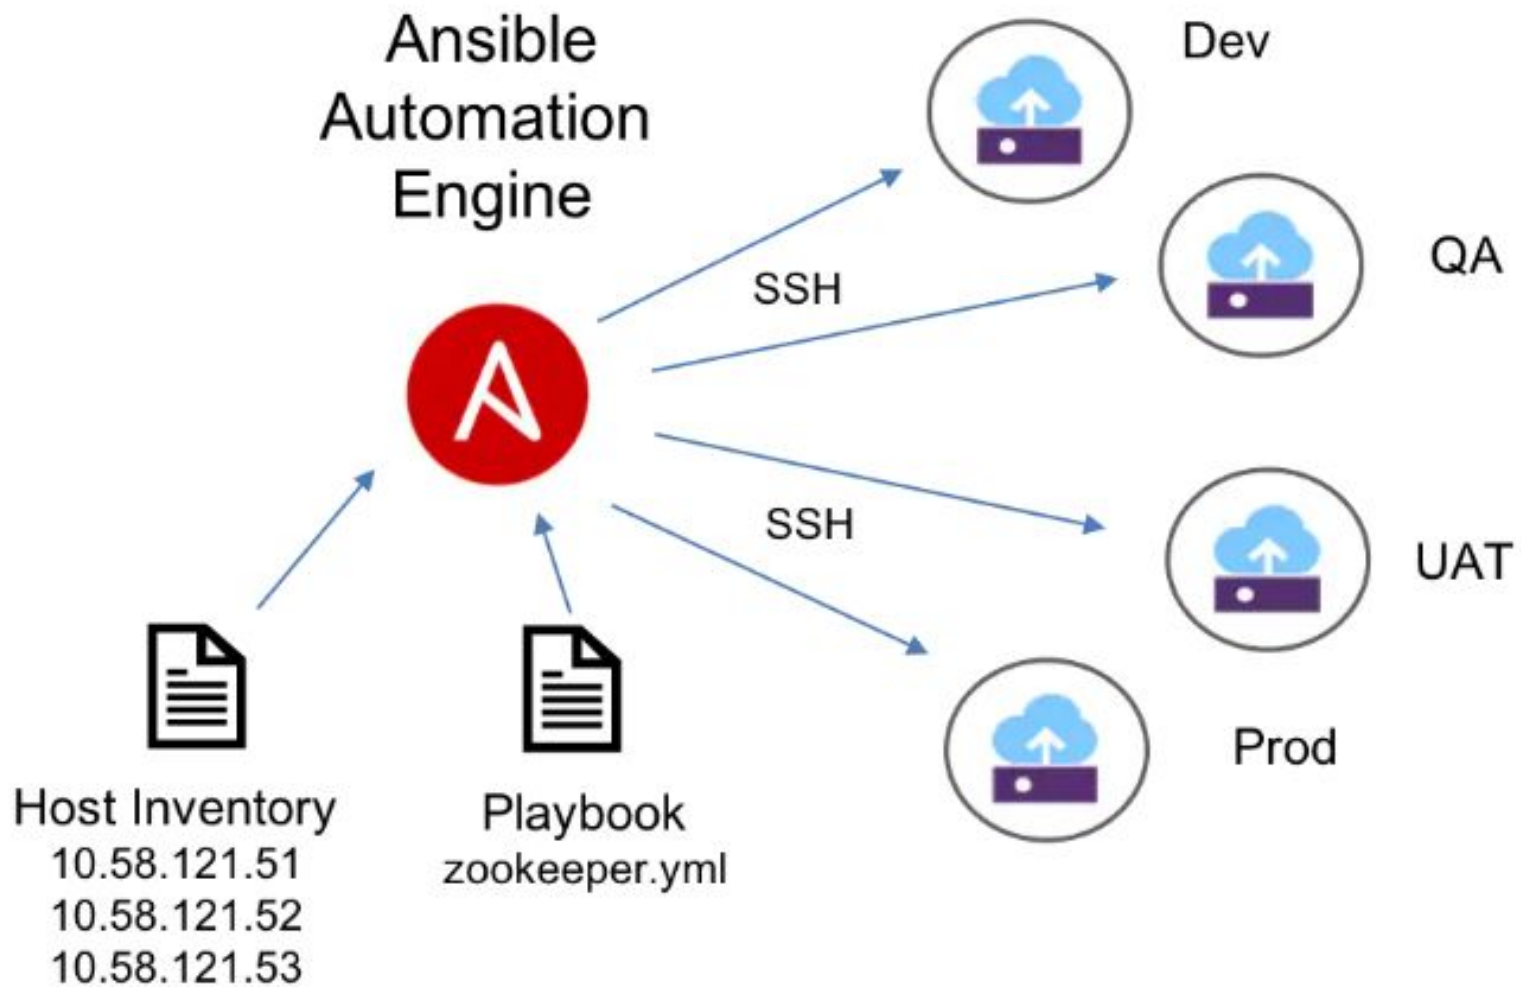 Ansible
Automation
Engine
Dev
QA
SSH
SSH
UAT
Prod
Host Inventory
10.58.121.51
10.58.121.52
10.58.121.53
Playbook
zookeeper.yml